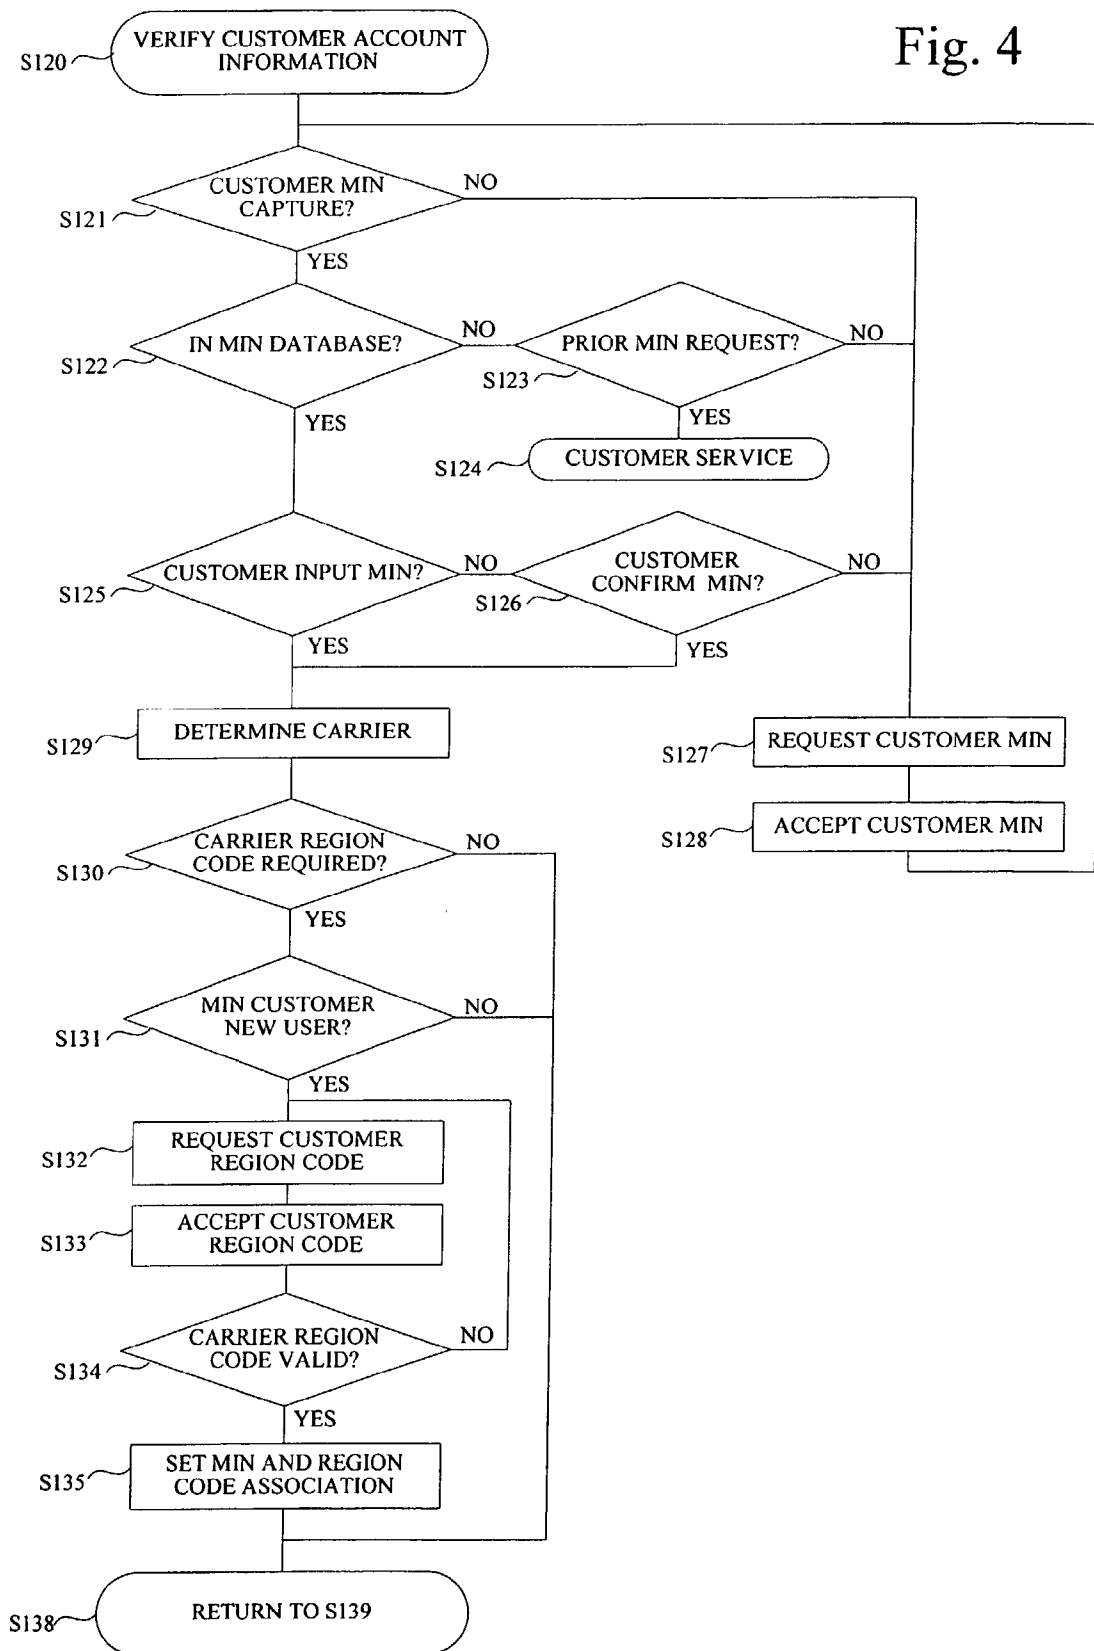 Fig. 4
VERIFY CUSTOMER ACCOUNT
INFORMATION
S120
CUSTOMER MIN
CAPTURE?
NO
S121
YES
IN MIN DATABASE?
NO
PRIOR MIN REQUEST?
NO
S122
S123
YES
YES
S124
CUSTOMER SERVICE
CUSTOMER INPUT MIN?
NO
CUSTOMER
CONFIRM MIN?
NO
S125
S126
YES
YES
S129
DETERMINE CARRIER
S127
REQUEST CUSTOMER MIN
S128
ACCEPT CUSTOMER MIN
CARRIER REGION
CODE REQUIRED?
NO
S130
YES
MIN CUSTOMER
NEW USER?
NO
S131
YES
REQUEST CUSTOMER
REGION CODE
S132
ACCEPT CUSTOMER
REGION CODE
S133
CARRIER REGION
CODE VALID?
NO
S134
YES
SET MIN AND REGION
CODE ASSOCIATION
S135
RETURN TO S139
S138